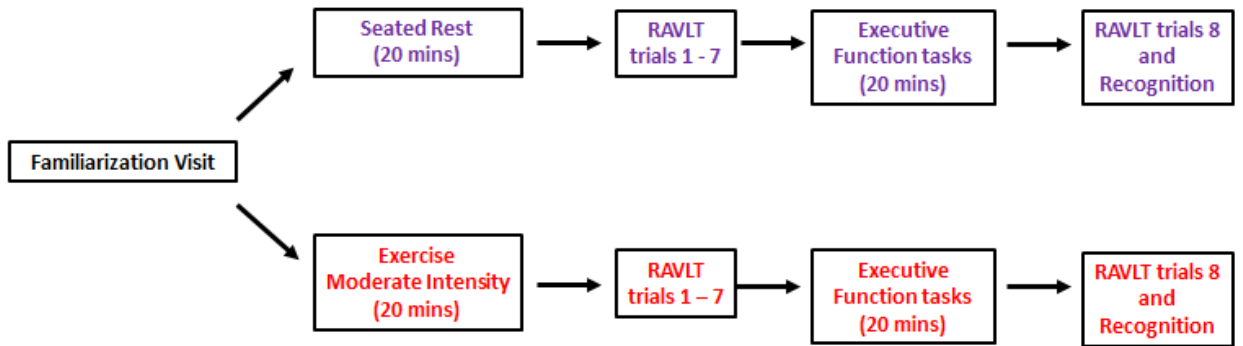 Seated Rest
(20 mins)
RAVLT
trials 1 - 7
Executive
Function tasks
(20 mins)
RAVLT trials 8
and
Recognition
Familiarization Visit
Exercise
Moderate Intensity
(20 mins)
RAVLT
trials 1 – 7
Executive
Function tasks
(20 mins)
RAVLT trials 8
and
Recognition